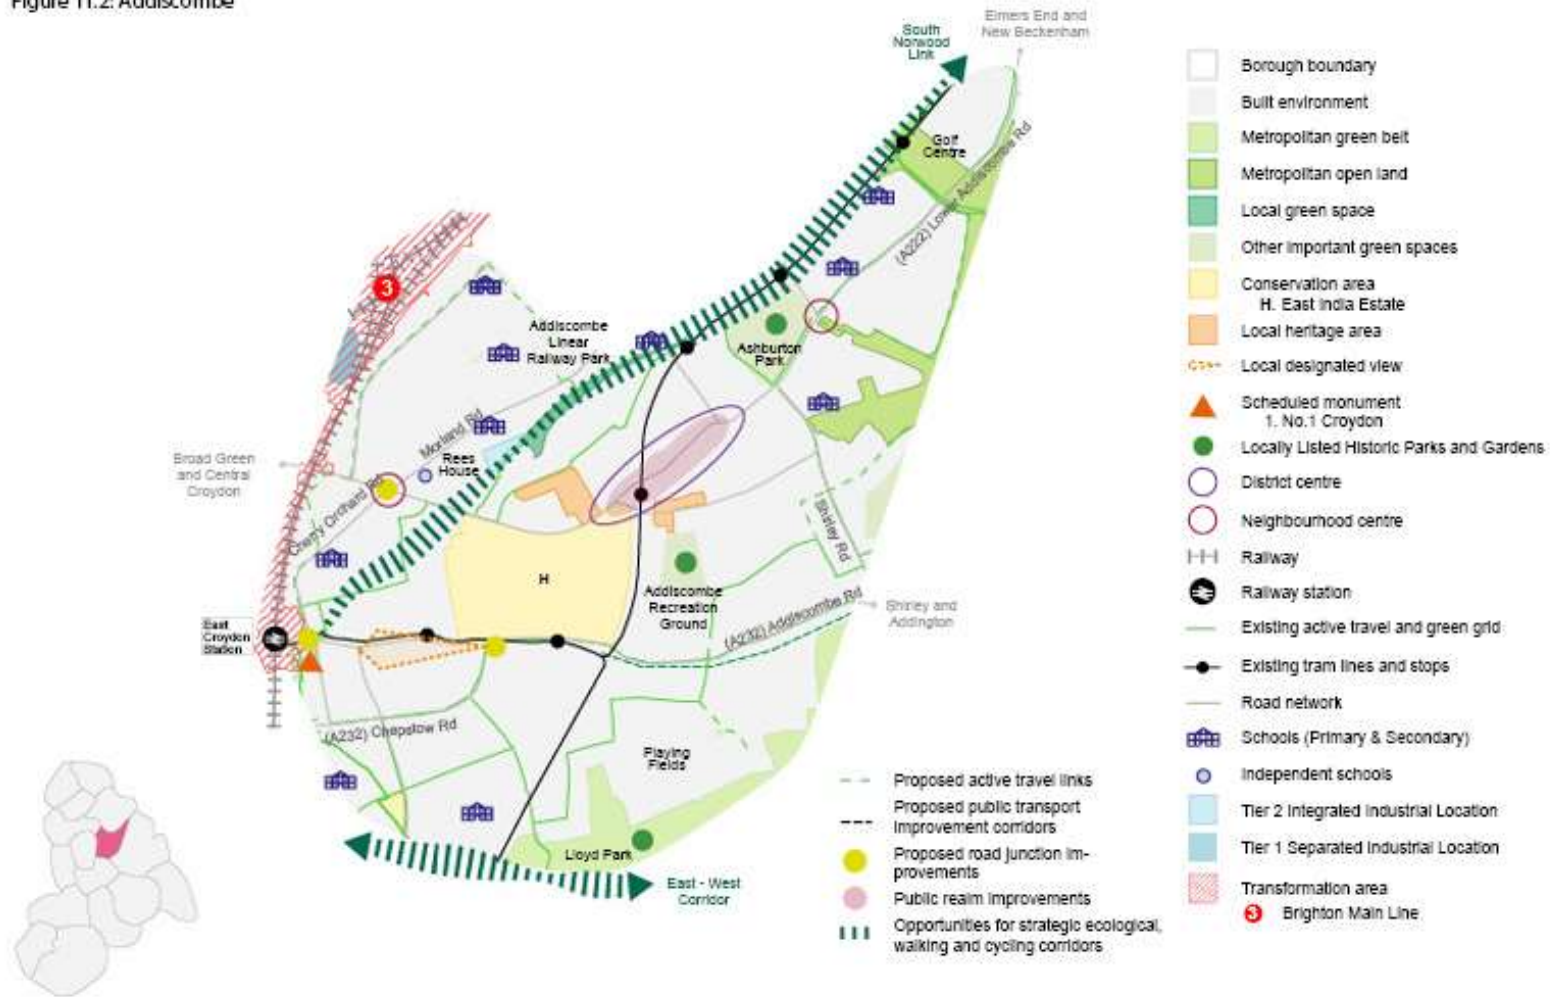 Figure 11.2: Addiscombe
South
Norwood
Link
Elmers End and
New Beckenham
Golf
Centre
(A222) Lower Addiscombe Rd
3
Addiscombe
Linear
Railway Park
Ashburton
Park
Morland Rd
Rees
House
Broad Green
and Central
Croydon
Cherry Orchard Rd
Shirley Rd
H
Addiscombe
Recreation
Ground
(A232) Addiscombe Rd
Shirley and
Addington
East
Croydon
Station
(A232) Chepstow Rd
Playing
Fields
Lloyd Park
East - West
Corridor
Proposed active travel links
Proposed public transport
improvement corridors
Proposed road junction im-
provements
Public realm improvements
Opportunities for strategic ecological,
walking and cycling corridors
Borough boundary
Built environment
Metropolitan green belt
Metropolitan open land
Local green space
Other important green spaces
Conservation area
H. East India Estate
Local heritage area
Local designated view
Scheduled monument
1. No.1 Croydon
Locally Listed Historic Parks and Gardens
District centre
Neighbourhood centre
Railway
Railway station
Existing active travel and green grid
Existing tram lines and stops
Road network
Schools (Primary & Secondary)
Independent schools
Tier 2 Integrated Industrial Location
Tier 1 Separated Industrial Location
Transformation area
3 Brighton Main Line